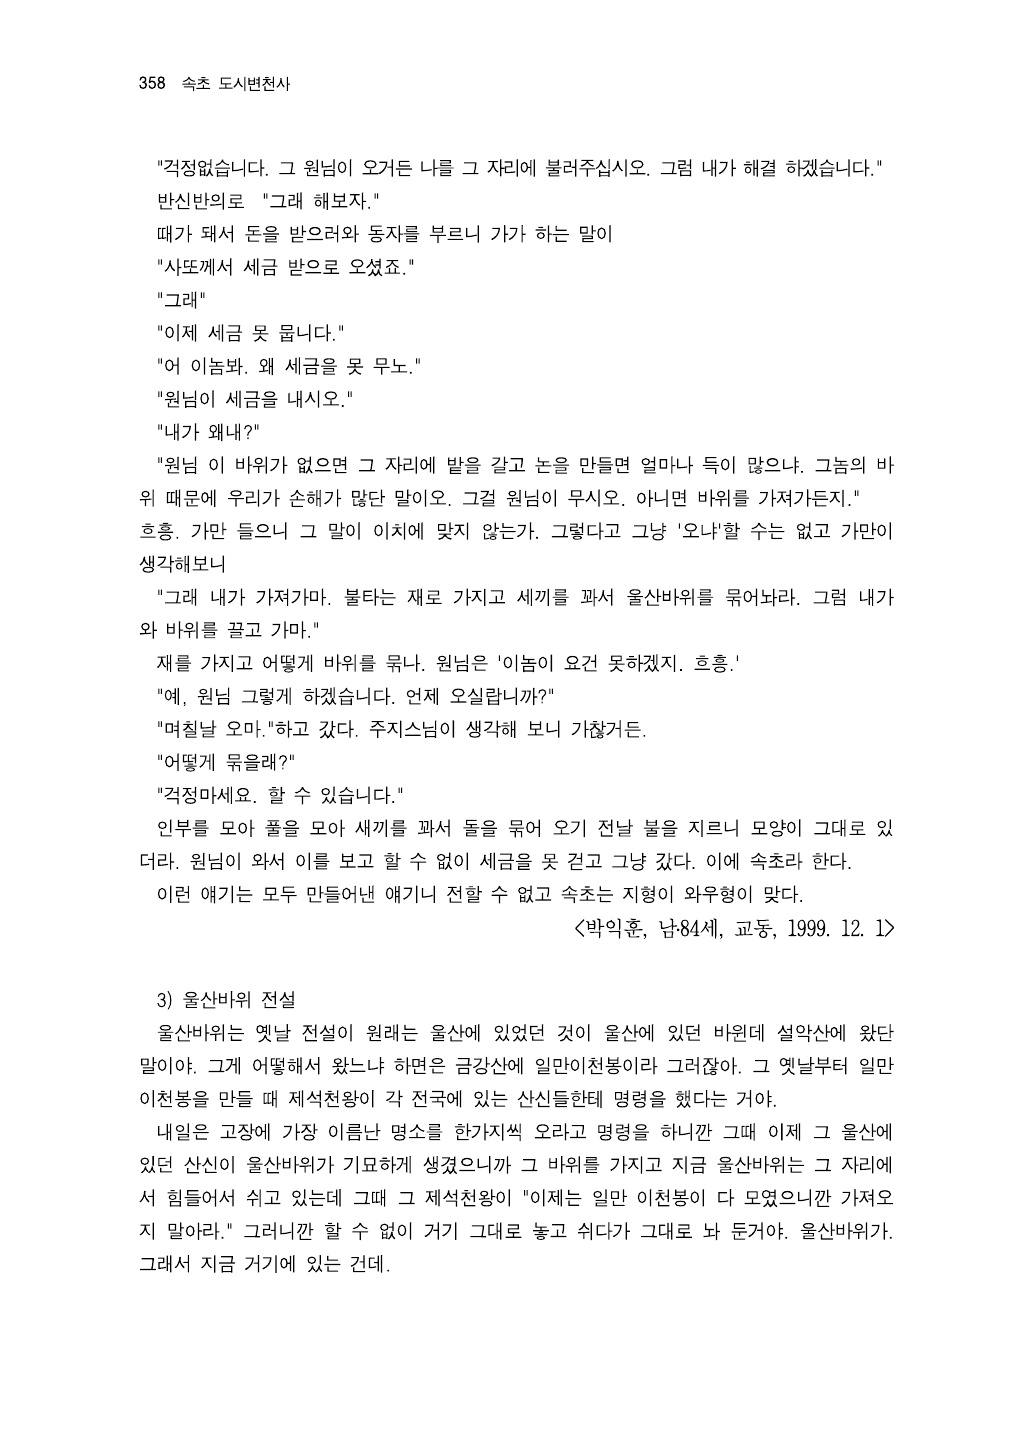 358 속초 도시변천사
"걱정없습니다. 그 원님이 오거든 나를 그 자리에 불러주십시오. 그럼 내가 해결 하겠습니다."
반신반의로 "그래 해보자."
때가 돼서 돈을 받으러와 동자를 부르니 가가 하는 말이
"사또께서 세금 받으로 오셨죠."
"그래"
"이제 세금 못 뭅니다."
"어 이놈봐. 왜 세금을 못 무노."
"원님이 세금을 내시오."
"내가 왜내?"
"원님 이 바위가 없으면 그 자리에 밭을 갈고 논을 만들면 얼마나 득이 많으냐. 그놈의 바
위 때문에 우리가 손해가 많단 말이오. 그걸 원님이 무시오. 아니면 바위를 가져가든지."
흐흥. 가만 들으니 그 말이 이치에 맞지 않는가. 그렇다고 그냥 '오냐'할 수는 없고 가만이
생각해보니
"그래 내가 가져가마. 불타는 재로 가지고 세끼를 꽈서 울산바위를 묶어놔라. 그럼 내가
와 바위를 끌고 가마."
재를 가지고 어떻게 바위를 묶나. 원님은 '이놈이 요건 못하겠지. 흐흥.'
"예, 원님 그렇게 하겠습니다. 언제 오실랍니까?"
"며칠날 오마."하고 갔다. 주지스님이 생각해 보니 가찮거든.
"어떻게 묶을래?"
"걱정마세요. 할 수 있습니다."
인부를 모아 풀을 모아 새끼를 꽈서 돌을 묶어 오기 전날 불을 지르니 모양이 그대로 있
더라. 원님이 와서 이를 보고 할 수 없이 세금을 못 걷고 그냥 갔다. 이에 속초라 한다.
이런 얘기는 모두 만들어낸 얘기니 전할 수 없고 속초는 지형이 와우형이 맞다.
<박익훈, 남·84세, 교동, 1999. 12. 1>
3) 울산바위 전설
울산바위는 옛날 전설이 원래는 울산에 있었던 것이 울산에 있던 바윈데 설악산에 왔단
말이야. 그게 어떻해서 왔느냐 하면은 금강산에 일만이천봉이라 그러잖아. 그 옛날부터 일만
이천봉을 만들 때 제석천왕이 각 전국에 있는 산신들한테 명령을 했다는 거야.
내일은 고장에 가장 이름난 명소를 한가지씩 오라고 명령을 하니깐 그때 이제 그 울산에
있던 산신이 울산바위가 기묘하게 생겼으니까 그 바위를 가지고 지금 울산바위는 그 자리에
서 힘들어서 쉬고 있는데 그때 그 제석천왕이 "이제는 일만 이천봉이 다 모였으니깐 가져오
지 말아라." 그러니깐 할 수 없이 거기 그대로 놓고 쉬다가 그대로 놔 둔거야. 울산바위가.
그래서 지금 거기에 있는 건데.